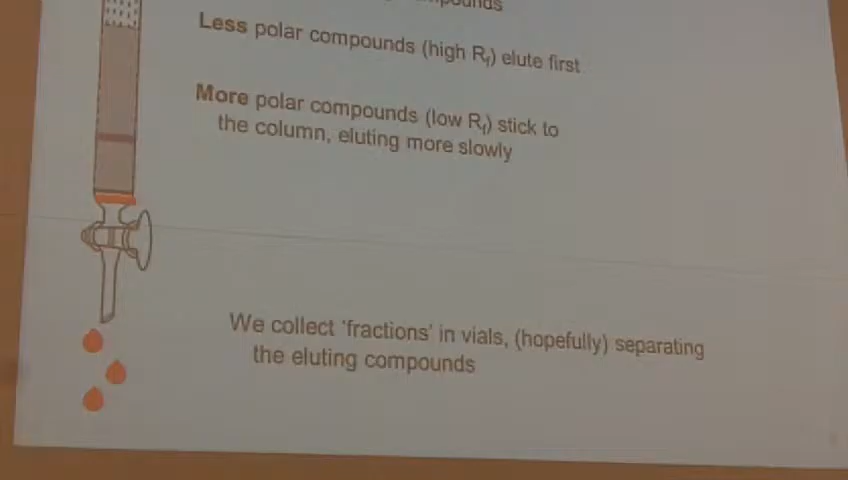 Less polar compounds (high Rf) elute first
More polar compounds (low Rf) stick to
the column, eluting more slowly
We collect 'fractions' in vials, (hopefully) separating
the eluting compounds